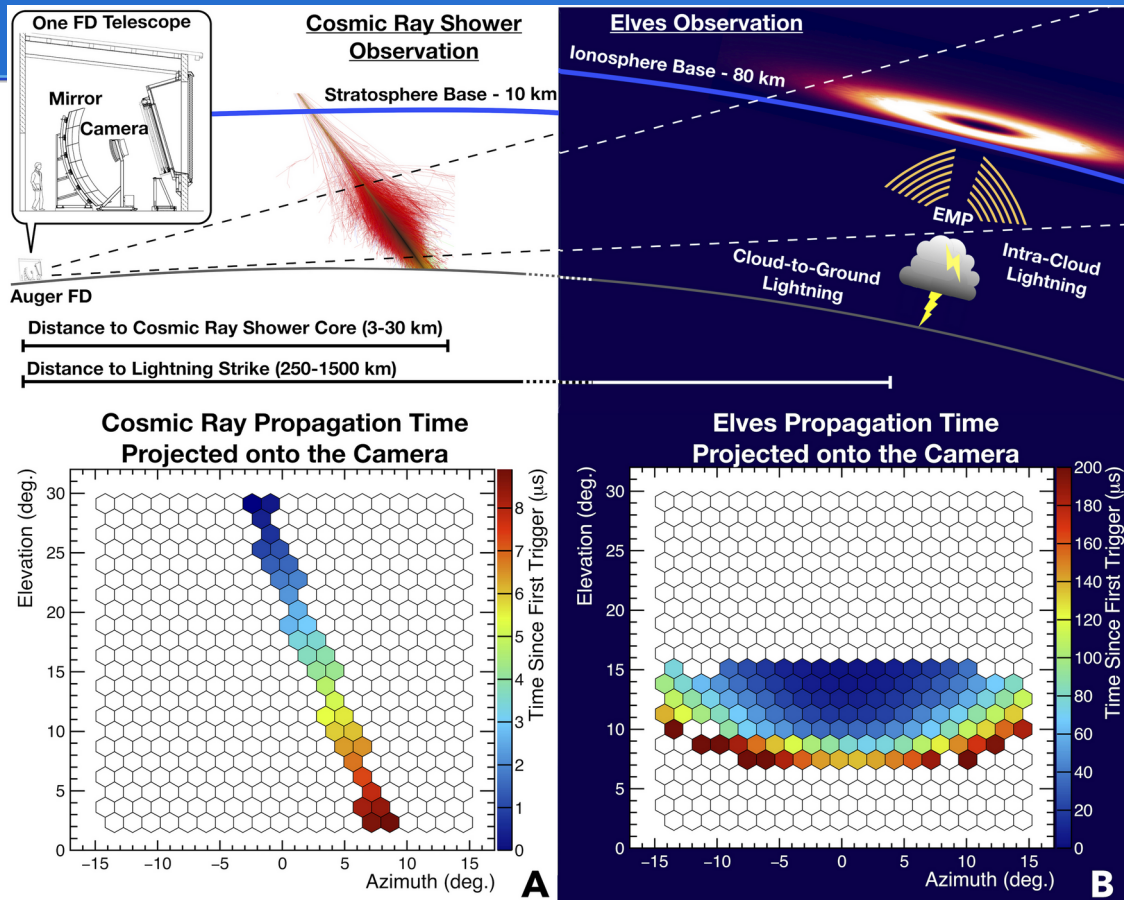 One FD Telescope
Mirror
Camera
Cosmic Ray Shower
Observation
Stratosphere Base - 10 km
Auger FD
Distance to Cosmic Ray Shower Core (3-30 km)
Distance to Lightning Strike (250-1500 km)
Elves Observation
Ionosphere Base - 80 km
EMP
Cloud-to-Ground
Lightning
Intra-Cloud
Lightning
Cosmic Ray Propagation Time
Projected onto the Camera
Elevation (deg.)
30
25
20
15
10
5
0
−15
−10
−5
0
5
10
15
Azimuth (deg.)
8
7
6
5
4
3
2
1
0
Time Since First Trigger (μs)
A
Elves Propagation Time
Projected onto the Camera
Elevation (deg.)
30
25
20
15
10
5
0
−15
−10
−5
0
5
10
15
Azimuth (deg.)
200
180
160
140
120
100
80
60
40
20
0
Time Since First Trigger (μs)
B